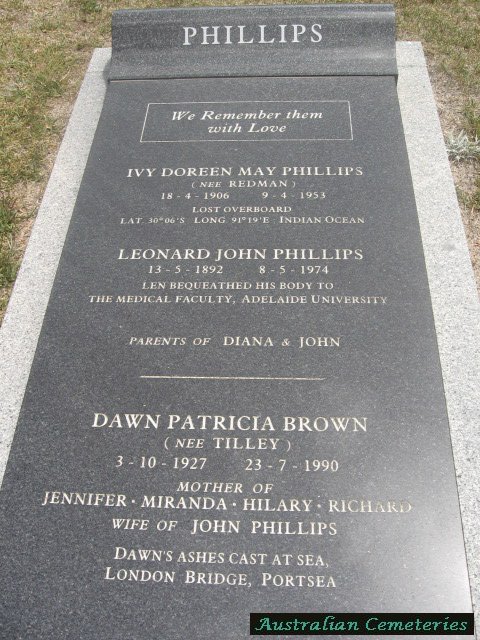 PHILLIPS
We Remember them
with Love
IVY DOREEN MAY PHILLIPS
( NEE REDMAN )
18 - 4 - 1906 9 - 4 - 1953
LOST OVERBOARD
LAT. 30°06'S LONG. 91°19'E · INDIAN OCEAN
LEONARD JOHN PHILLIPS
13 - 5 - 1892 8 - 5 - 1974
LEN BEQUEATHED HIS BODY TO
THE MEDICAL FACULTY, ADELAIDE UNIVERSITY
PARENTS OF DIANA & JOHN
DAWN PATRICIA BROWN
( NEE TILLEY )
3 - 10 - 1927 23 - 7 - 1990
MOTHER OF
JENNIFER · MIRANDA · HILARY · RICHARD
WIFE OF JOHN PHILLIPS
DAWN'S ASHES CAST AT SEA,
LONDON BRIDGE, PORTSEA
Australian Cemeteries